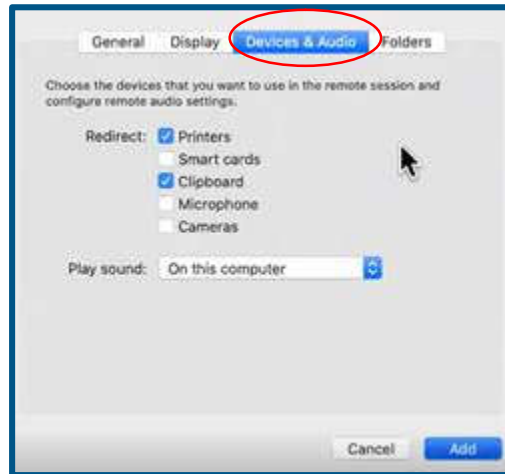 General Display Devices & Audio Folders
Choose the devices that you want to use in the remote session and
configure remote audio settings.
Redirect: Printers
Smart cards
Clipboard
Microphone
Cameras
Play sound: On this computer
Cancel Add